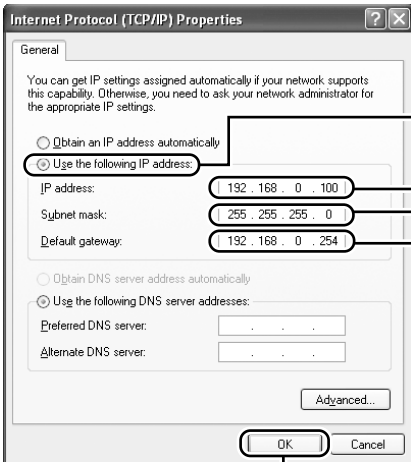 Internet Protocol (TCP/IP) Properties
General
You can get IP settings assigned automatically if your network supports
this capability. Otherwise, you need to ask your network administrator for
the appropriate IP settings.
Obtain an IP address automatically
Use the following IP address:
IP address: 192 . 168 . 0 . 100
Subnet mask: 255 . 255 . 255 . 0
Default gateway: 192 . 168 . 0 . 254
Obtain DNS server address automatically
Use the following DNS server addresses:
Preferred DNS server: . . .
Alternate DNS server: . . .
Advanced...
OK Cancel